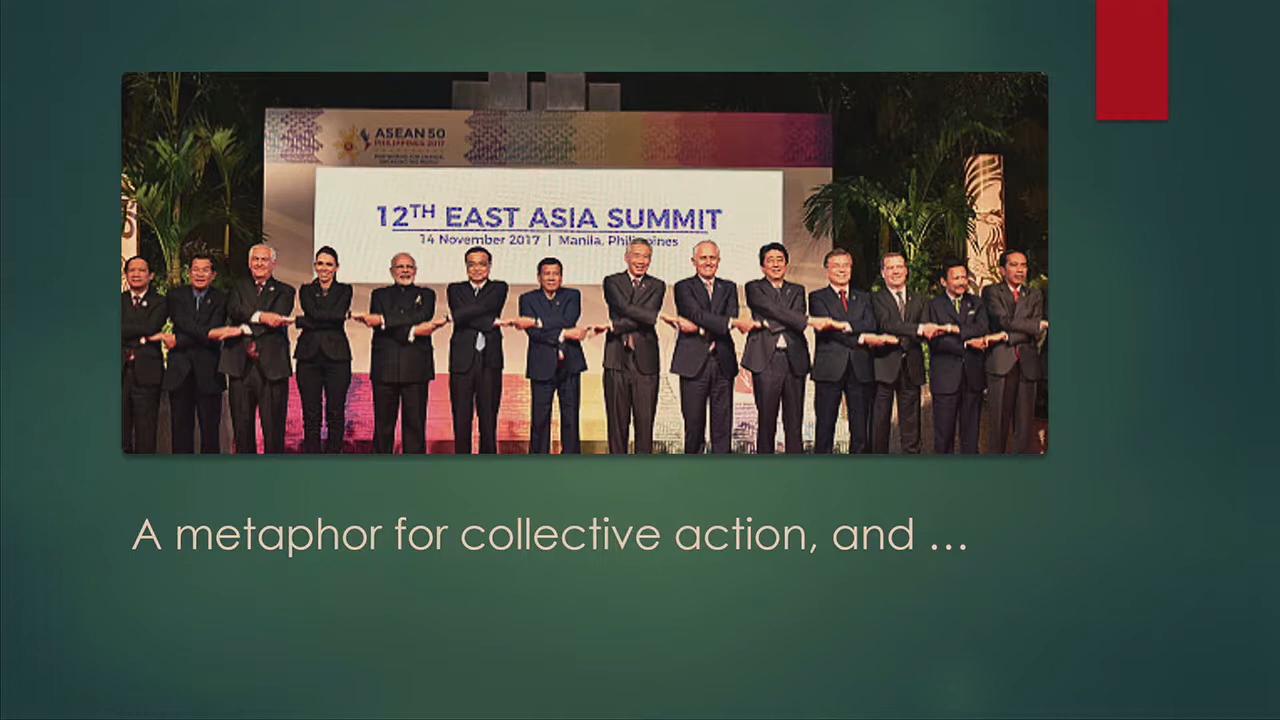 ASEAN 50
PHILIPPINES 2017
12TH EAST ASIA SUMMIT
14 November 2017 | Manila, Philippines
A metaphor for collective action, and …